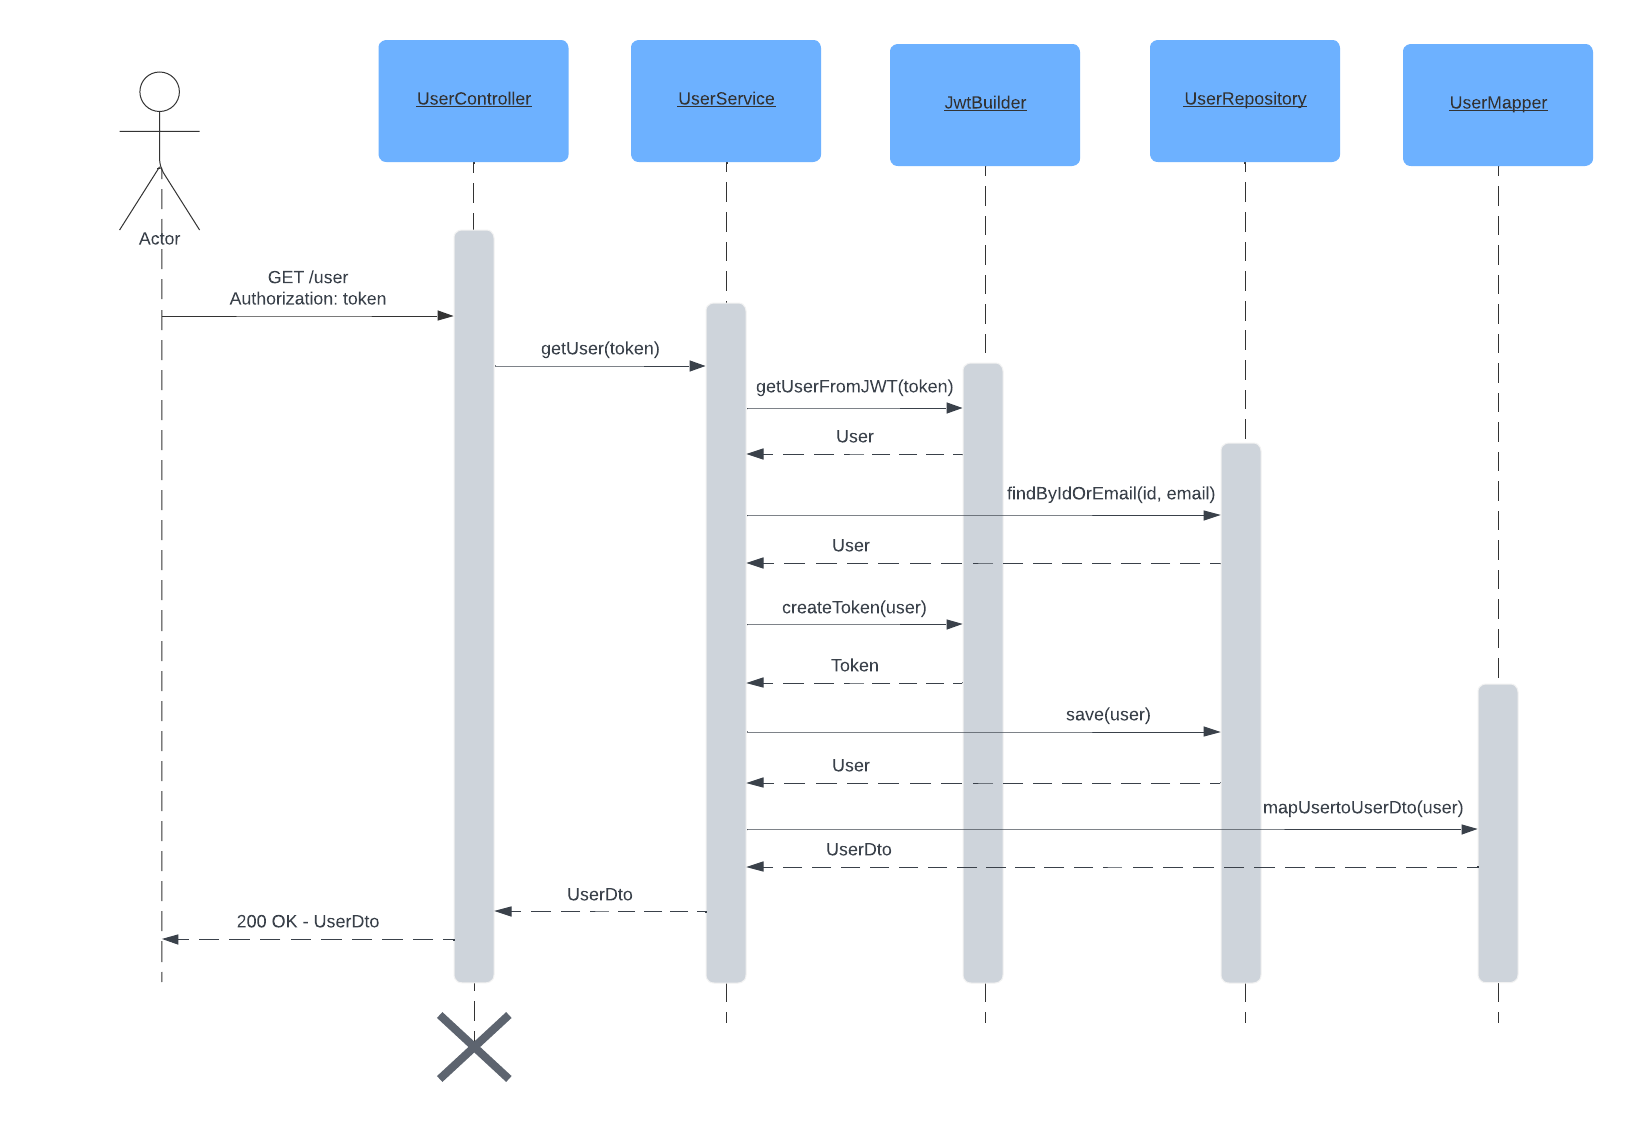 UserController
UserService
JwtBuilder
UserRepository
UserMapper
Actor
GET /user
Authorization: token
getUser(token)
getUserFromJWT(token)
User
findByIdOrEmail(id, email)
User
createToken(user)
Token
save(user)
User
mapUsertoUserDto(user)
UserDto
UserDto
200 OK - UserDto